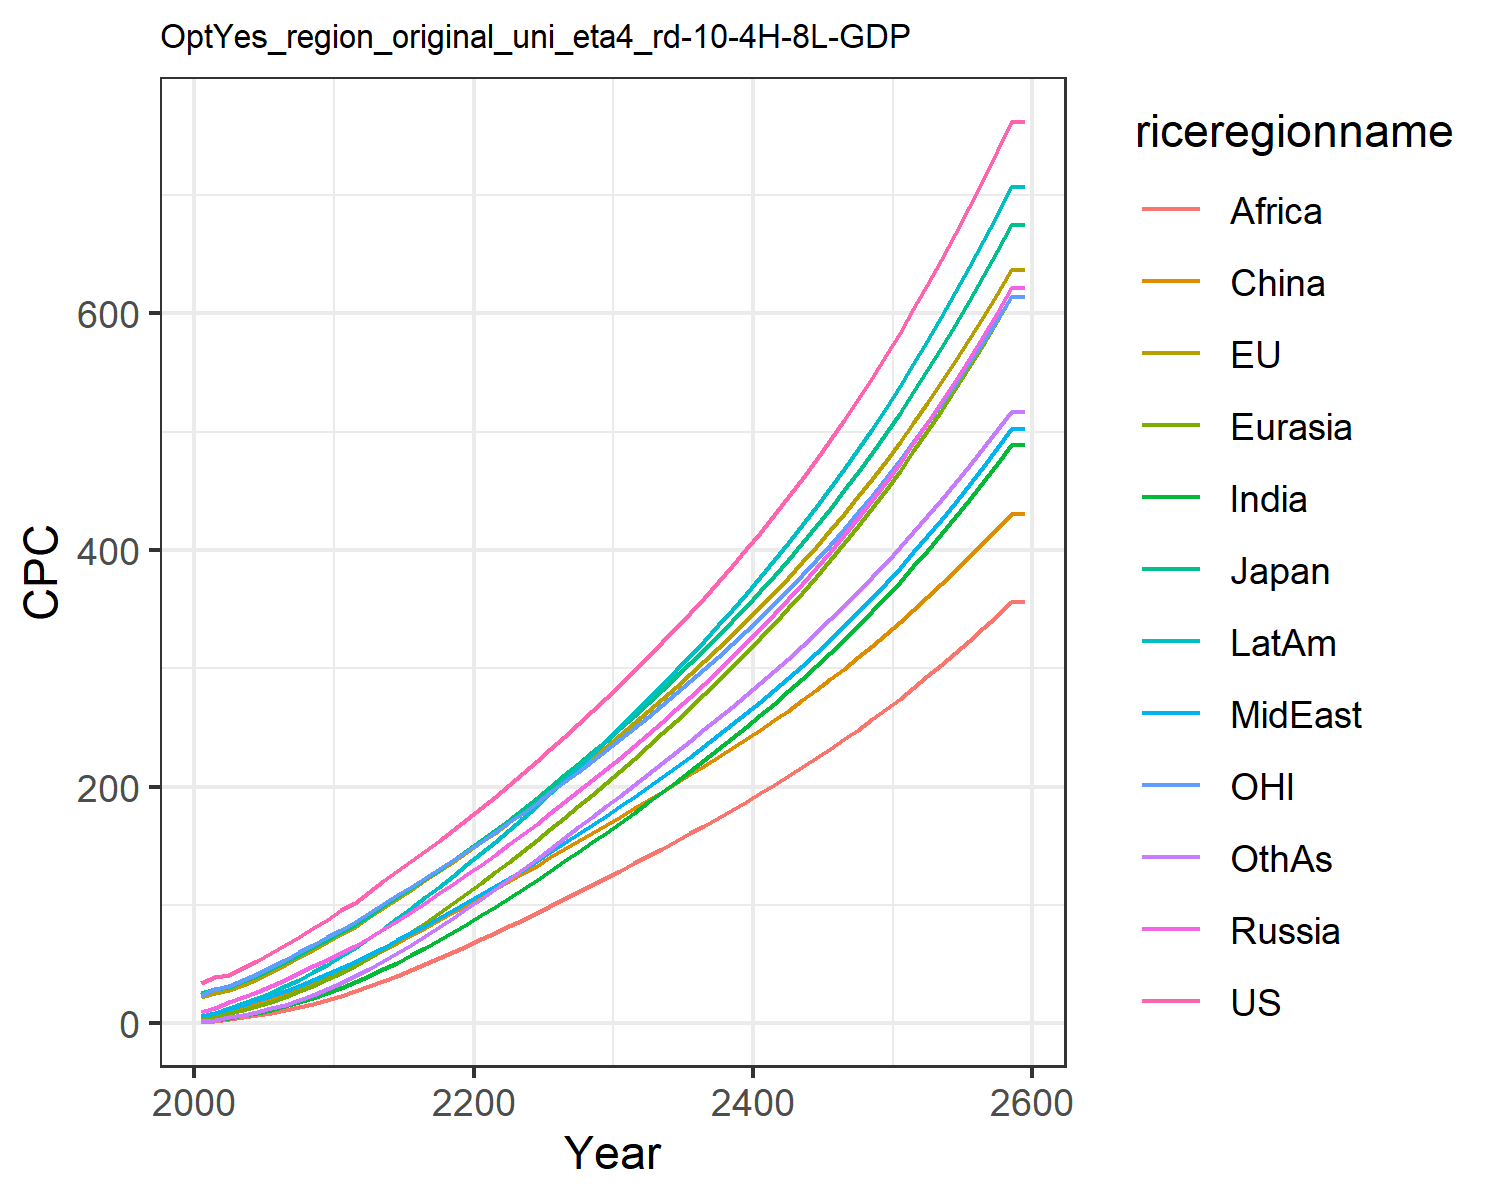 OptYes_region_original_uni_eta4_rd-10-4H-8L-GDP
riceregionname
Africa
China
EU
Eurasia
India
Japan
LatAm
MidEast
OHI
OthAs
Russia
US
CPC
600
400
200
0
2000
2200
2400
2600
Year